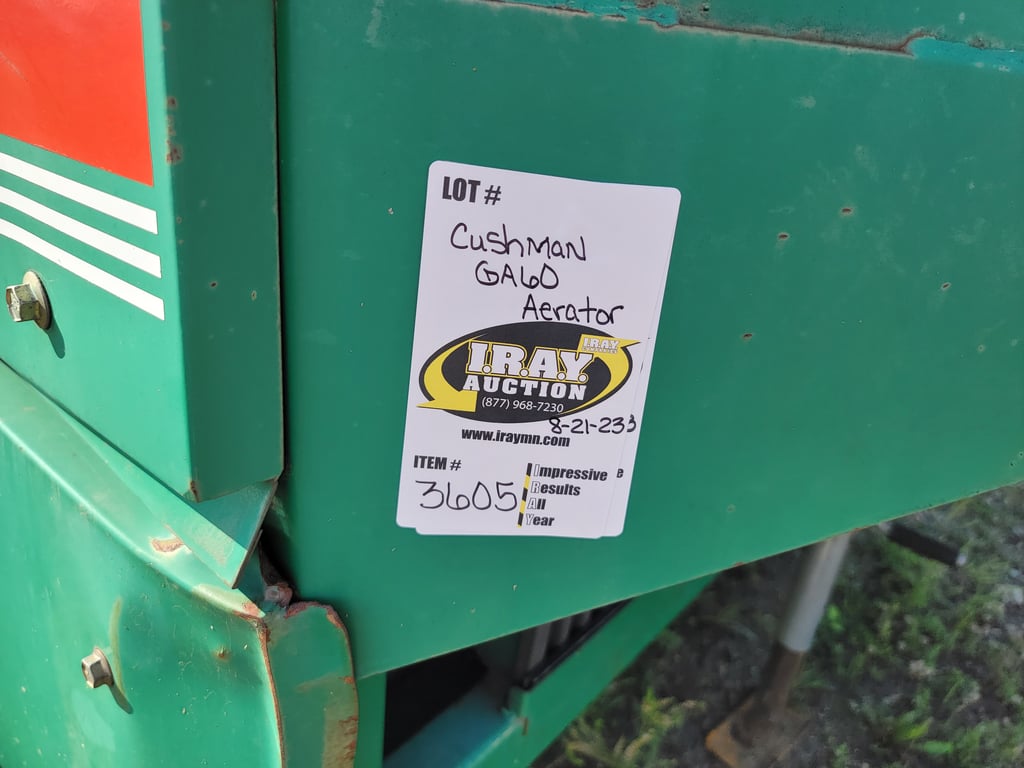 LOT #
Cushman
GA60
Aerator
I.R.A.Y.
I.R.A.Y.
AUCTION
(877) 968-7230
8-21-23
www.iraymn.com
ITEM #
3605
Impressive
Results
All
Year